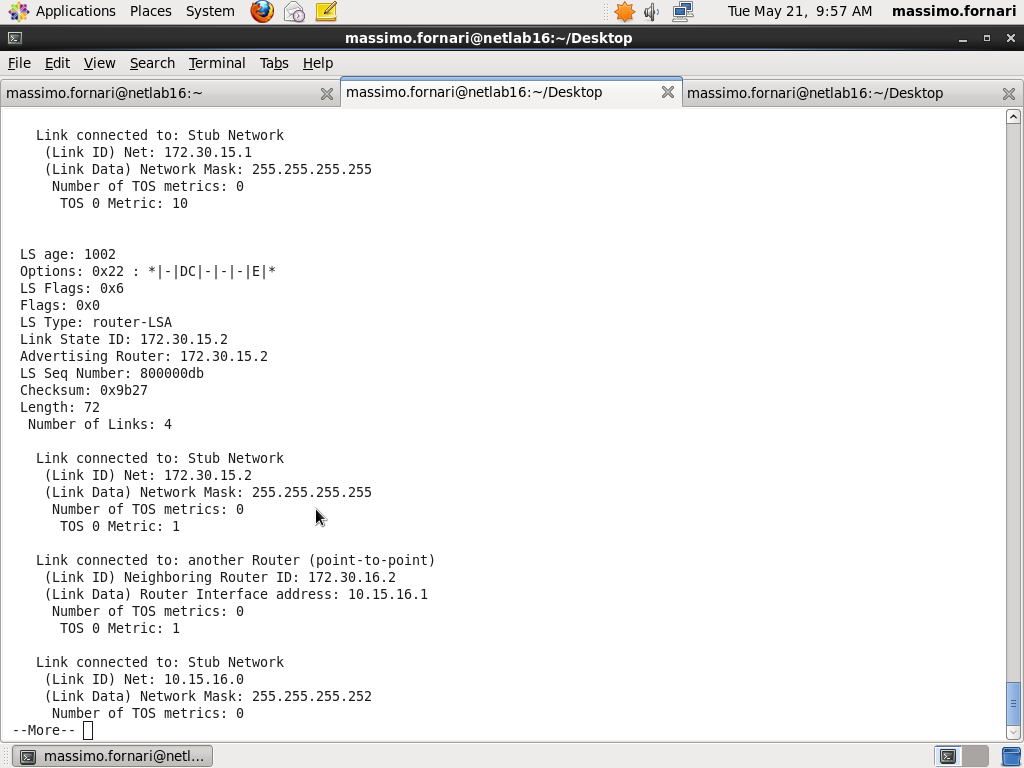 Applications Places System Tue May 21, 9:57 AM massimo.fornari
massimo.fornari@netlab16:~/Desktop
File Edit View Search Terminal Tabs Help
massimo.fornari@netlab16:~ massimo.fornari@netlab16:~/Desktop massimo.fornari@netlab16:~/Desktop
Link connected to: Stub Network
(Link ID) Net: 172.30.15.1
(Link Data) Network Mask: 255.255.255.255
Number of TOS metrics: 0
TOS 0 Metric: 10
LS age: 1002
Options: 0x22 : *|-|DC|-|-|-|E|*
LS Flags: 0x6
Flags: 0x0
LS Type: router-LSA
Link State ID: 172.30.15.2
Advertising Router: 172.30.15.2
LS Seq Number: 800000db
Checksum: 0x9b27
Length: 72
Number of Links: 4
Link connected to: Stub Network
(Link ID) Net: 172.30.15.2
(Link Data) Network Mask: 255.255.255.255
Number of TOS metrics: 0
TOS 0 Metric: 1
Link connected to: another Router (point-to-point)
(Link ID) Neighboring Router ID: 172.30.16.2
(Link Data) Router Interface address: 10.15.16.1
Number of TOS metrics: 0
TOS 0 Metric: 1
Link connected to: Stub Network
(Link ID) Net: 10.15.16.0
(Link Data) Network Mask: 255.255.255.252
Number of TOS metrics: 0
--More--
massimo.fornari@netl...